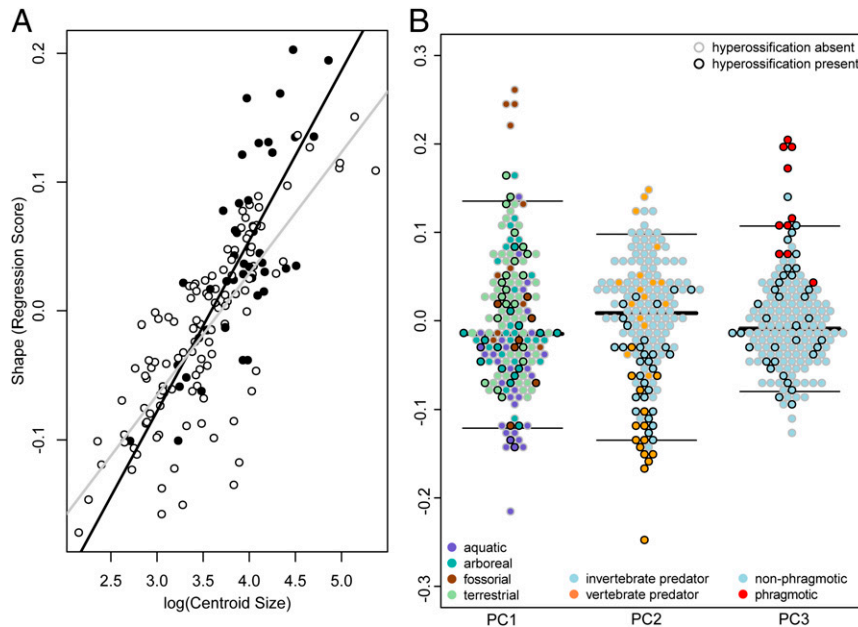 A
Shape (Regression Score)
0.2
0.1
0.0
-0.1
2.5 3.0 3.5 4.0 4.5 5.0
log(Centroid Size)
B
0.3
0.2
0.1
0.0
-0.1
-0.2
-0.3
hyperossification absent
hyperossification present
aquatic
arboreal
fossorial
terrestrial
invertebrate predator
vertebrate predator
non-phragmotic
phragmotic
PC1 PC2 PC3